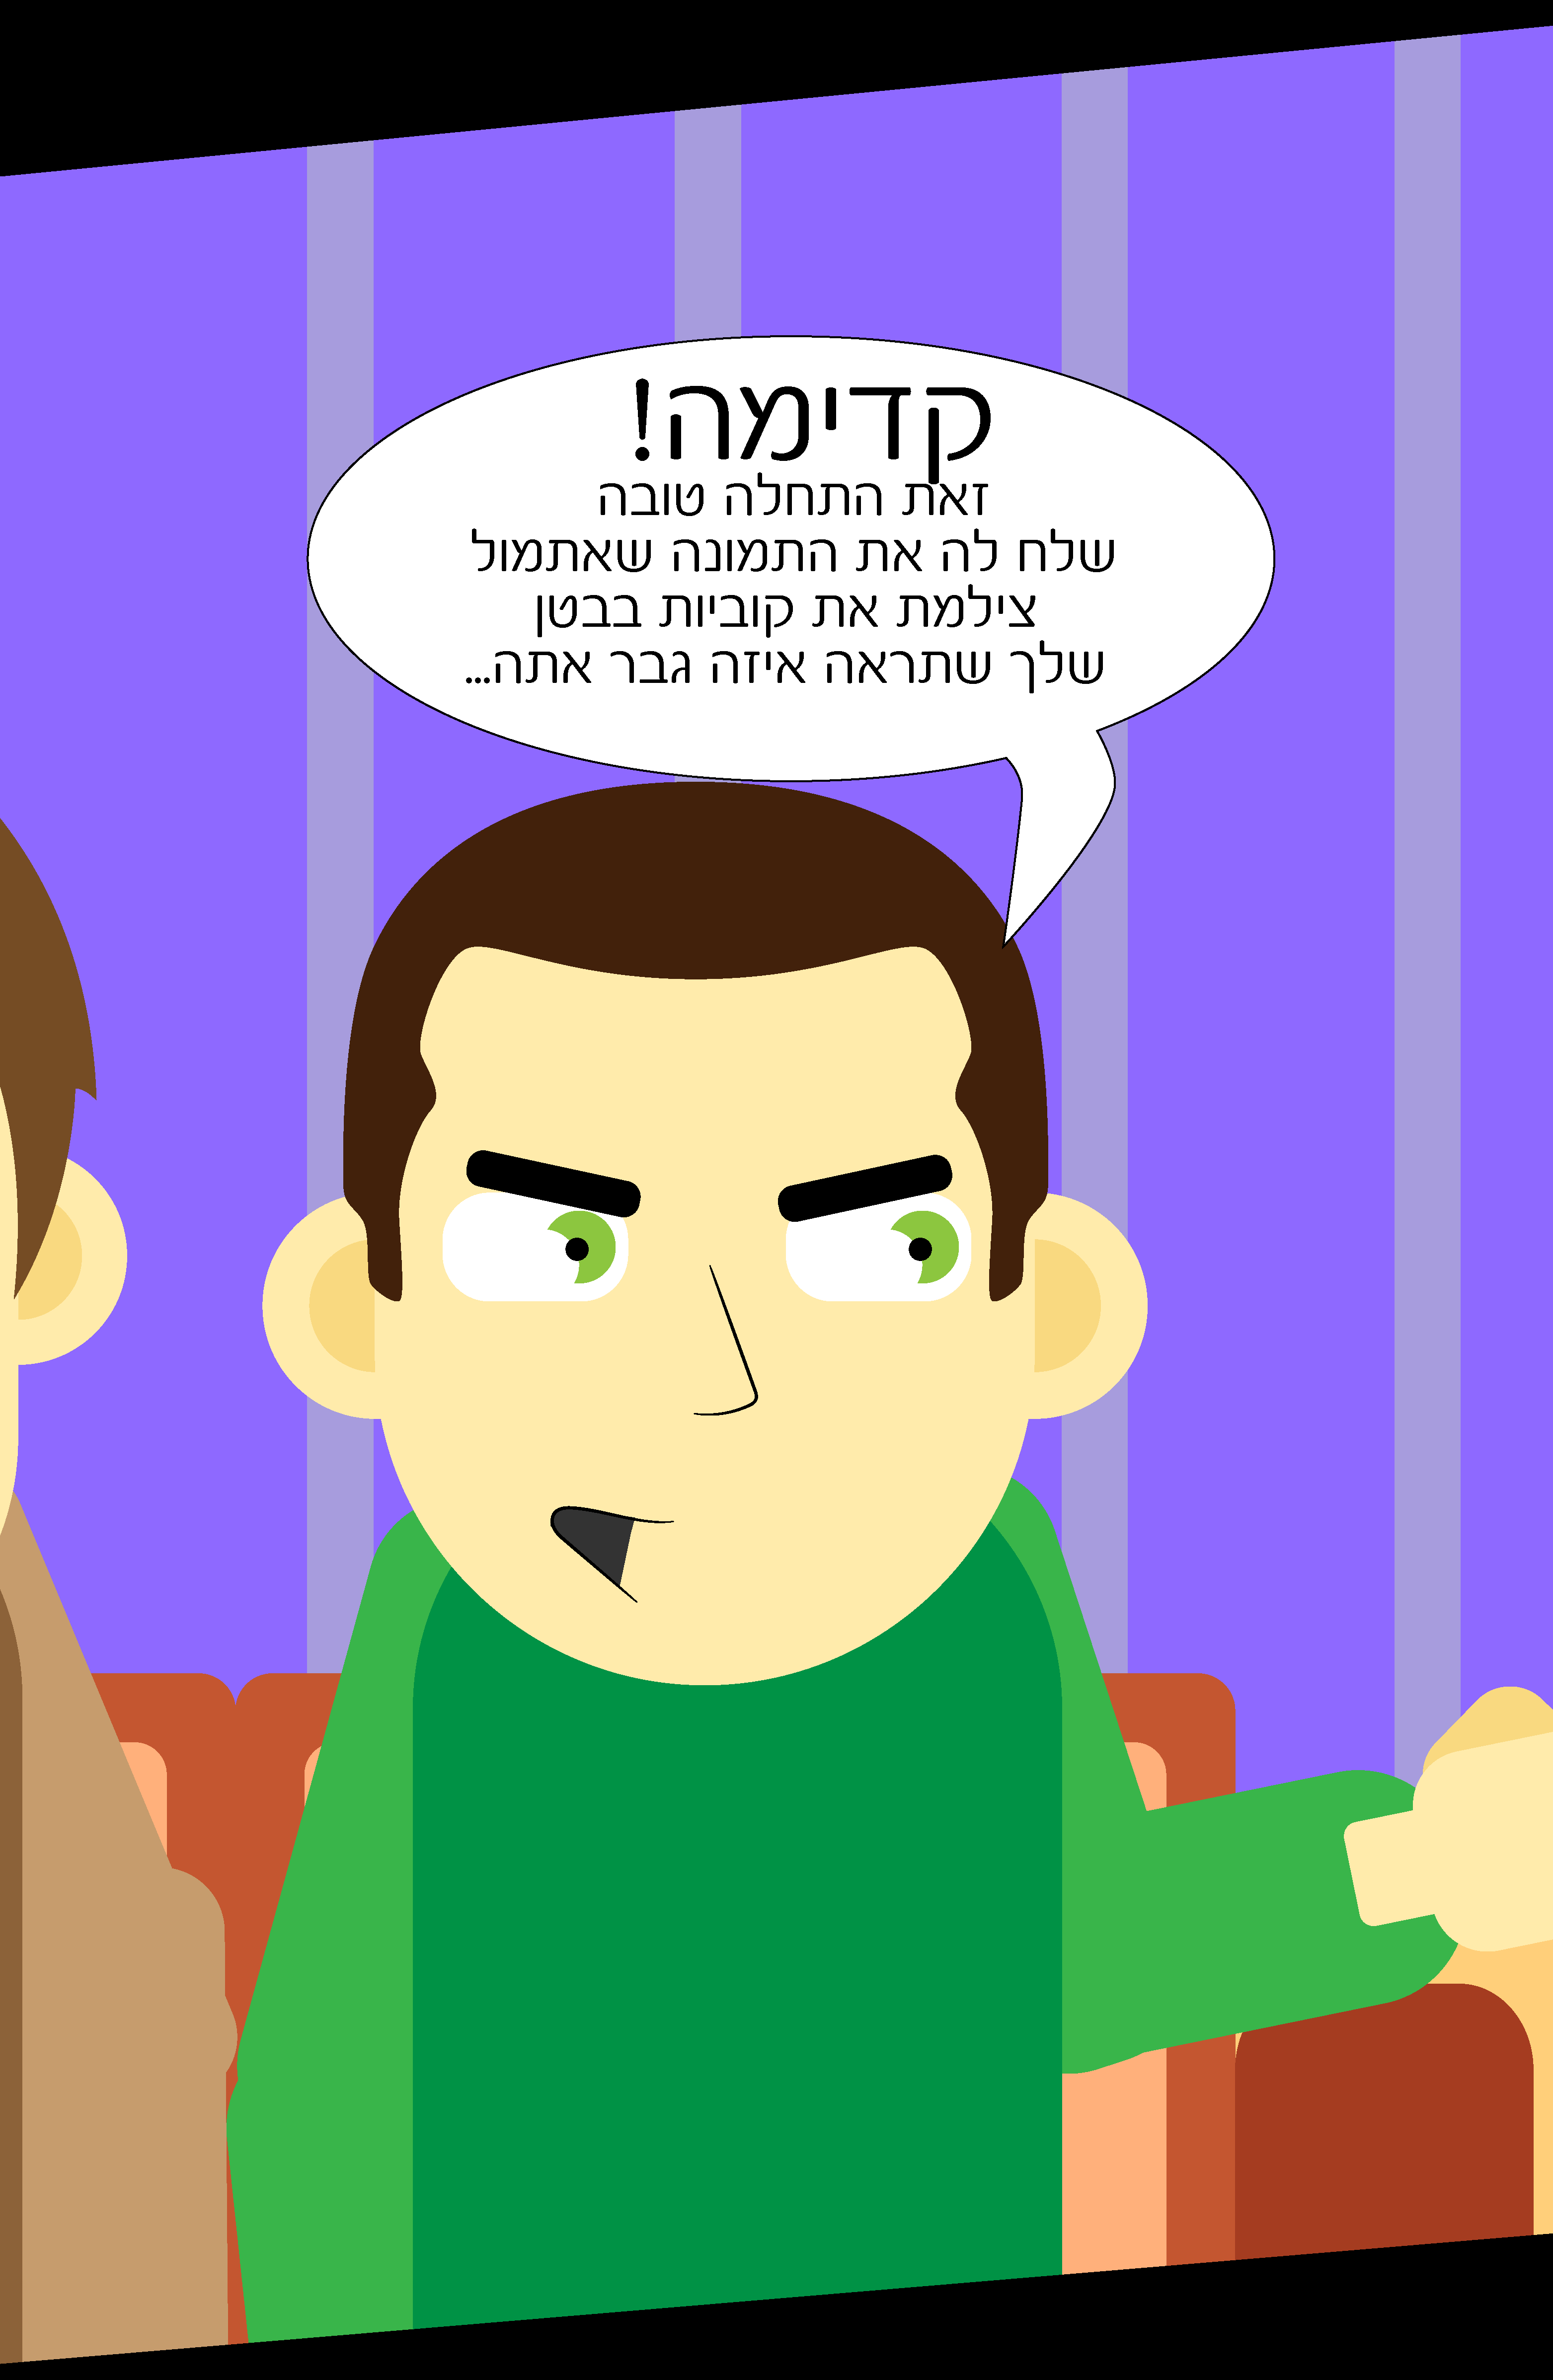 קדימה!
זאת התחלה טובה
שלח לה את התמונה שאתמול
צילמת את קוביות בבטן
שלך שתראה איזה גבר אתה...